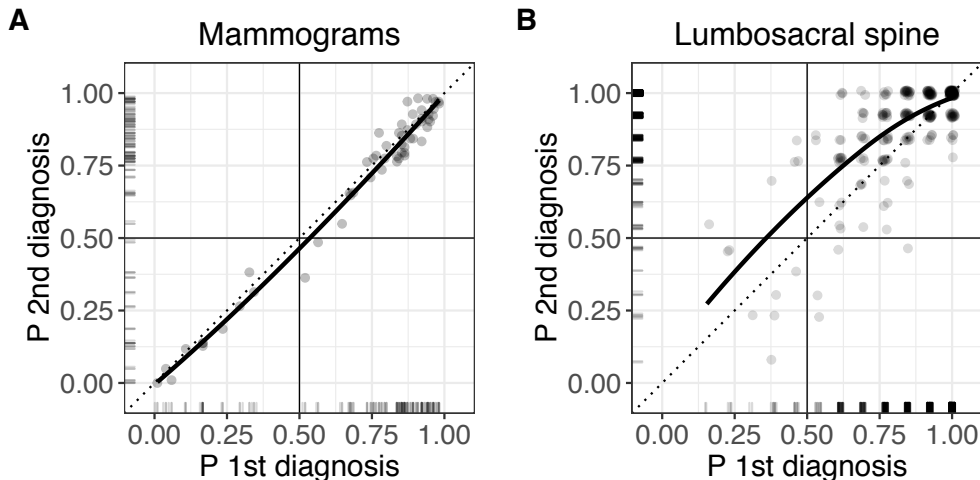 A
Mammograms
P 2nd diagnosis
1.00
0.75
0.50
0.25
0.00
0.00 0.25 0.50 0.75 1.00
P 1st diagnosis
B
Lumbosacral spine
P 2nd diagnosis
1.00
0.75
0.50
0.25
0.00
0.00 0.25 0.50 0.75 1.00
P 1st diagnosis